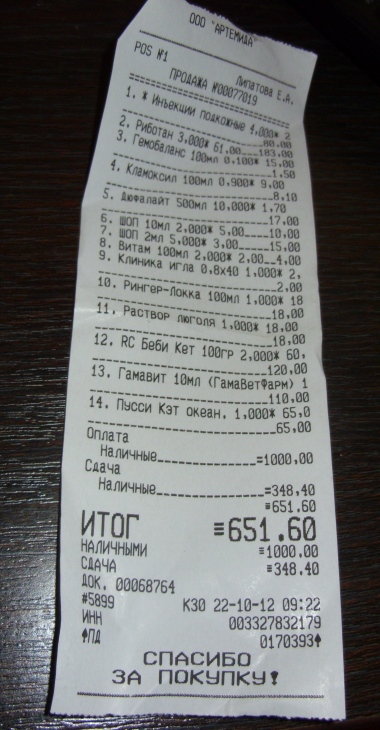 ООО "АРТЕМИДА"
POS №1 Липатова Е.А.
ПРОДАЖА №00077019
1. * Инъекции подкожные 4,000* 2
80,00
2. Риботан 3,000* 61,00 183,00
3. Гемобаланс 100мл 0,100* 15,00
1,50
4. Кламоксил 100мл 0,900* 9,00
8,10
5. Дюфалайт 500мл 10,000* 1,70
17,00
6. ШОП 10мл 2,000* 5,00 10,00
7. ШОП 2мл 5,000* 3,00 15,00
8. Витам 100мл 2,000* 2,00 4,00
9. Клиника игла 0,8х40 1,000* 2,
2,00
10. Рингер-Локка 100мл 1,000* 18
18,00
11. Раствор люголя 1,000* 18,00
18,00
12. RC Беби Кет 100гр 2,000* 60,
120,00
13. Гамавит 10мл (ГамаВетФарм) 1
110,00
14. Пусси Кэт океан. 1,000* 65,0
65,00
Оплата
Наличные =1000,00
Сдача
Наличные =348,40
≡651.60
ИТОГ ≡651.60
НАЛИЧНЫМИ ≡1000.00
СДАЧА ≡348.40
ДОК. 00068764
#5899 К30 22-10-12 09:22
ИНН 003327832179
ПД 0170393
СПАСИБО
ЗА ПОКУПКУ!